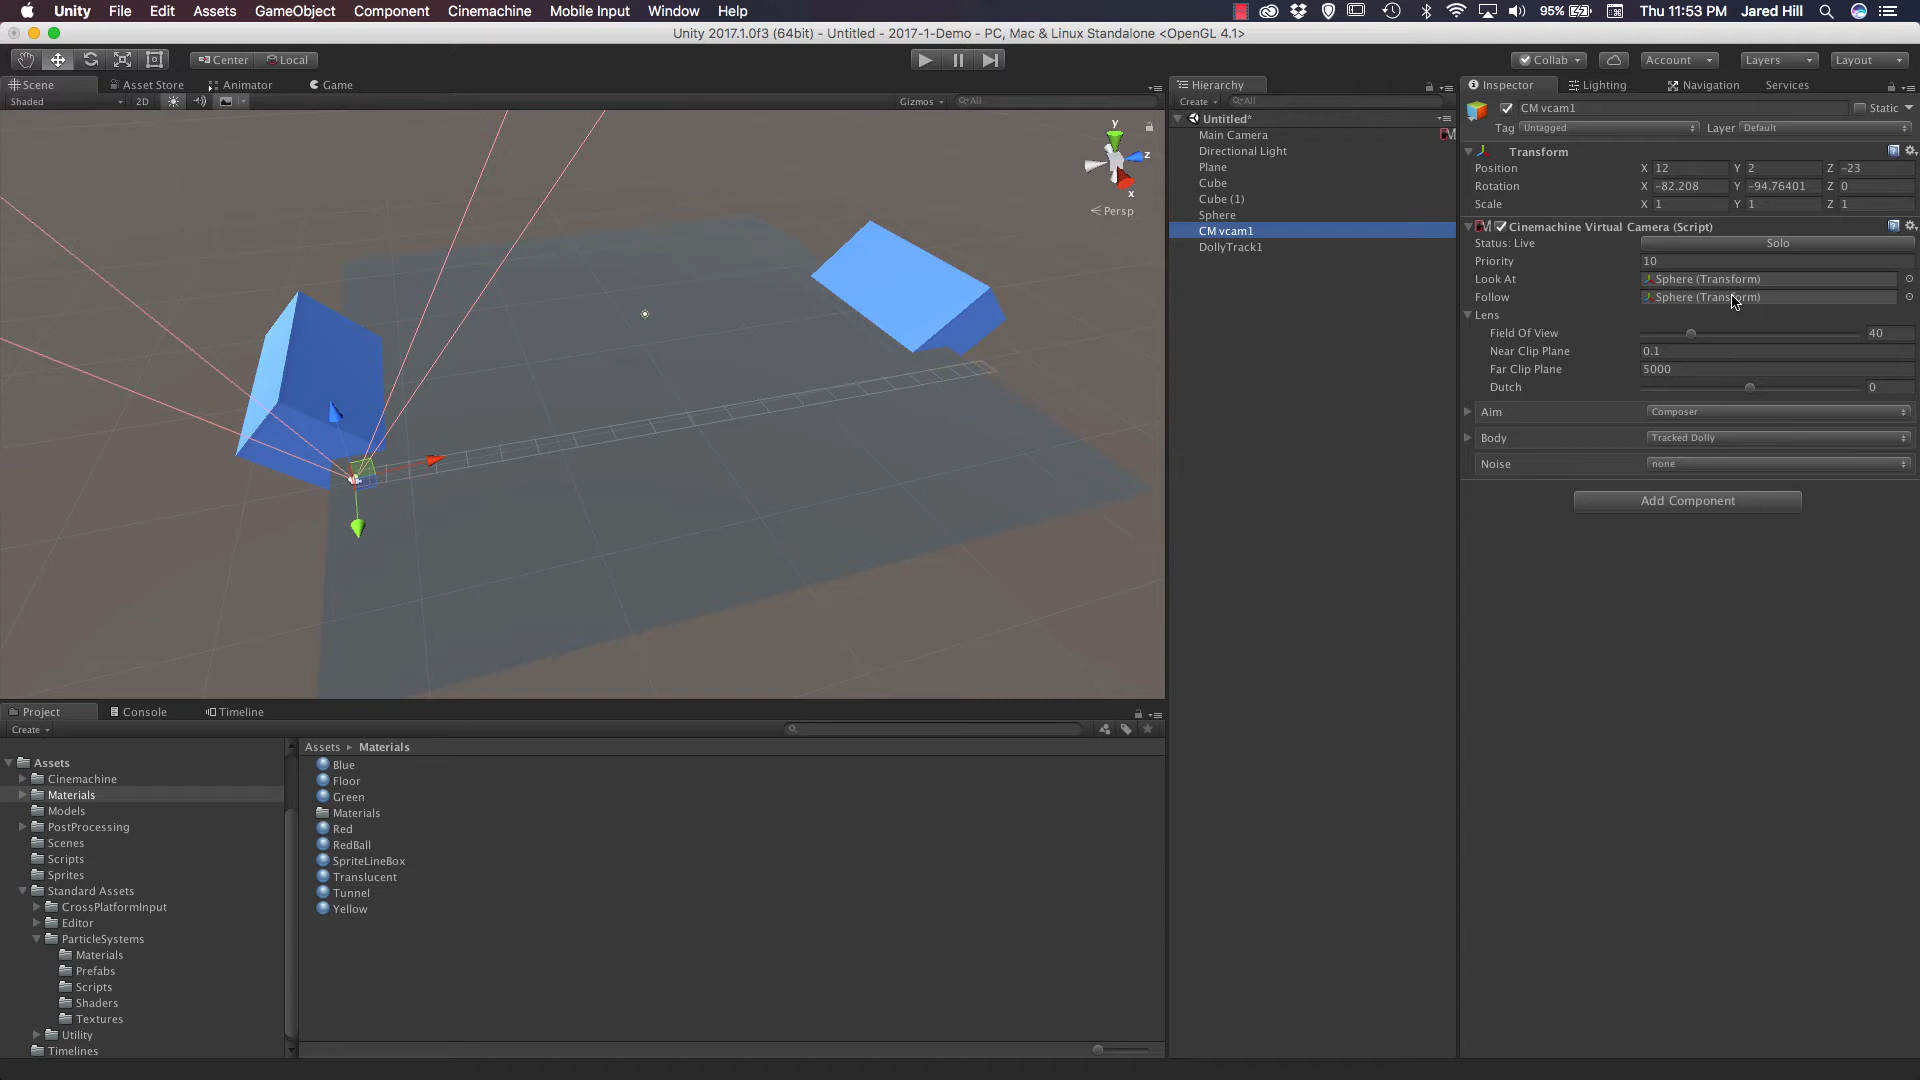 Unity File Edit Assets GameObject Component Cinemachine Mobile Input Window Help 95% Thu 11:53 PM Jared Hill
Unity 2017.1.0f3 (64bit) - Untitled - 2017-1-Demo - PC, Mac & Linux Standalone <OpenGL 4.1>
Center Local Collab Account Layers Layout
Scene Asset Store Animator Game
Shaded 2D Gizmos All
y
z
x
Persp
Hierarchy
Create All
Untitled*
Main Camera
Directional Light
Plane
Cube
Cube (1)
Sphere
CM vcam1
DollyTrack1
Inspector Lighting Navigation Services
CM vcam1 Static
Tag Untagged Layer Default
Transform
Position X 12 Y 2 Z -23
Rotation X -82.208 Y -94.76401 Z 0
Scale X 1 Y 1 Z 1
Cinemachine Virtual Camera (Script)
Status: Live Solo
Priority 10
Look At Sphere (Transform)
Follow Sphere (Transform)
Lens
Field Of View 40
Near Clip Plane 0.1
Far Clip Plane 5000
Dutch 0
Aim Composer
Body Tracked Dolly
Noise none
Add Component
Project Console Timeline
Create
Assets
Cinemachine
Materials
Models
PostProcessing
Scenes
Scripts
Sprites
Standard Assets
CrossPlatformInput
Editor
ParticleSystems
Materials
Prefabs
Scripts
Shaders
Textures
Utility
Timelines
Assets Materials
Blue
Floor
Green
Materials
Red
RedBall
SpriteLineBox
Translucent
Tunnel
Yellow